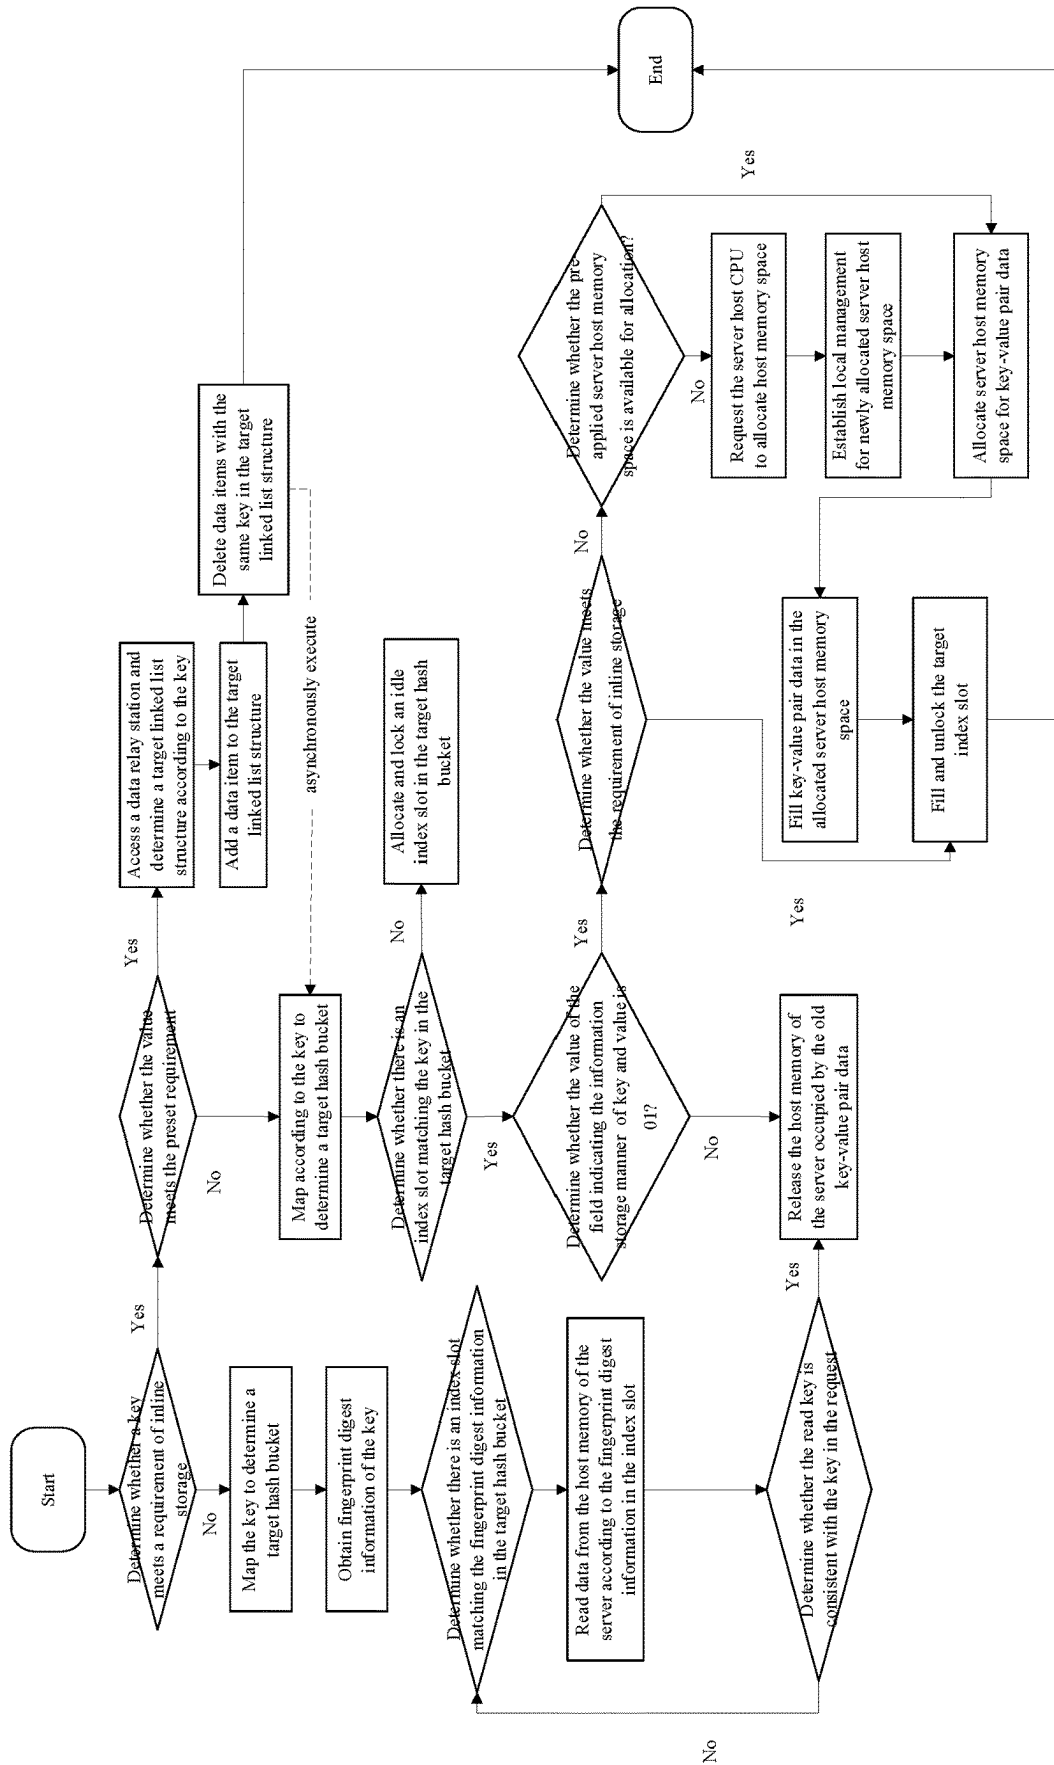 Start
Determine whether a key
meets a requirement of inline
storage
Yes
No
Map the key to determine a
target hash bucket
Obtain fingerprint digest
information of the key
Determine whether there is an index slot
matching the fingerprint digest information
in the target hash bucket
Read data from the host memory of the
server according to the fingerprint digest
information in the index slot
Determine whether the read key is
consistent with the key in the request
No
Yes
Determine whether the value
meets the preset requirement
Yes
No
Map according to the key to
determine a target hash bucket
Determine whether there is an
index slot matching the key in the
target hash bucket
No
Yes
Determine whether the value of the
field indicating the information
storage manner of key and value is
01?
Yes
No
Release the host memory of
the server occupied by the old
key-value pair data
Access a data relay station and
determine a target linked list
structure according to the key
Add a data item to the target
linked list structure
Delete data items with the
same key in the target
linked list structure
asynchronously execute
Allocate and lock an idle
index slot in the target hash
bucket
Determine whether the value meets
the requirement of inline storage
No
Yes
Fill key-value pair data in the
allocated server host memory
space
Fill and unlock the target
index slot
Determine whether the pre-
applied server host memory
space is available for allocation?
Yes
No
Request the server host CPU
to allocate host memory space
Establish local management
for newly allocated server host
memory space
Allocate server host memory
space for key-value pair data
End